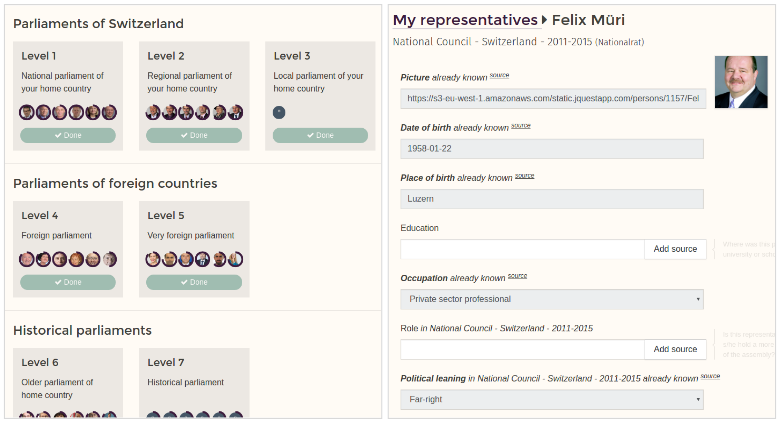 Parliaments of Switzerland
Level 1
National parliament of
your home country
Done
Level 2
Regional parliament of
your home country
Done
Level 3
Local parliament of your
home country
Done
Parliaments of foreign countries
Level 4
Foreign parliament
Done
Level 5
Very foreign parliament
Done
Historical parliaments
Level 6
Older parliament of
home country
Level 7
Historical parliament
My representatives Felix Müri
National Council - Switzerland - 2011-2015 (Nationalrat)
Picture already known source
https://s3-eu-west-1.amazonaws.com/static.jquestapp.com/persons/1157/Fel
Date of birth already known source
1958-01-22
Place of birth already known source
Luzern
Education
Add source
Where was this p
university or scho
Occupation already known source
Private sector professional
Role in National Council - Switzerland - 2011-2015
Add source
Is this representa
also hold a
of the assembly?
Political leaning in National Council - Switzerland - 2011-2015 already known source
Far-right